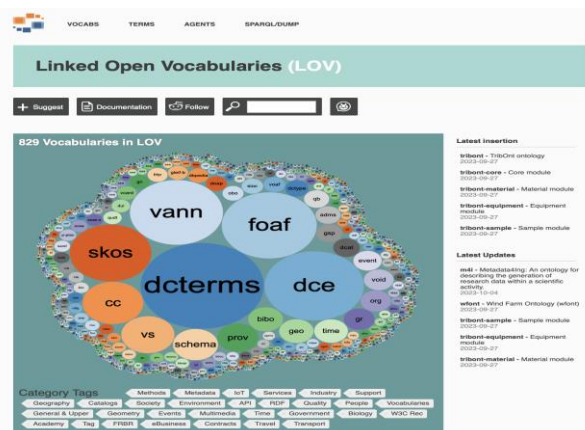 VOCABS TERMS AGENTS SPARQL/DUMP
Linked Open Vocabularies (LOV)
+ Suggest Documentation Follow
829 Vocabularies in LOV
vann
foaf
skos
dcterms
dce
cc
vs
schema
prov
bibo
geo
time
gr
org
void
event
dcat
gsp
adms
qb
Category Tags
Methods Metadata IoT Services Industry Support
Geography Catalogs Society Environment API RDF Quality People Vocabularies
General & Upper Geometry Events Multimedia Time Government Biology W3C Rec
Academy Tag FRBR eBusiness Contracts Travel Transport
Latest Insertion
tribont - TribOnt ontology
2023-09-27
tribont-core - Core module
2023-09-27
tribont-material - Material module
2023-09-27
tribont-equipment - Equipment
module
2023-09-27
tribont-sample - Sample module
2023-09-27
Latest Updates
m4i - Metadata4Ing: An ontology for
describing the generation of
research data within a scientific
activity.
2023-10-04
wfont - Wind Farm Ontology (wfont)
2023-09-27
tribont-sample - Sample module
2023-09-27
tribont-equipment - Equipment
module
2023-09-27
tribont-material - Material module
2023-09-27